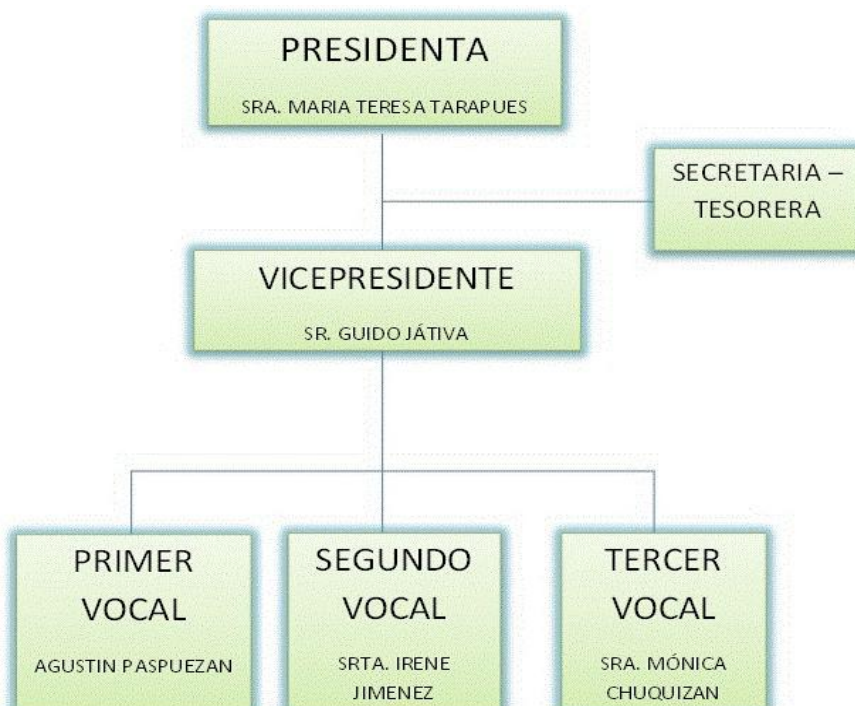 PRESIDENTA
SRA. MARIA TERESA TARAPUES
SECRETARIA –
TESORERA
VICEPRESIDENTE
SR. GUIDO JÁTIVA
PRIMER
VOCAL
AGUSTIN PASPUEZAN
SEGUNDO
VOCAL
SRTA. IRENE
JIMENEZ
TERCER
VOCAL
SRA. MÓNICA
CHUQUIZAN